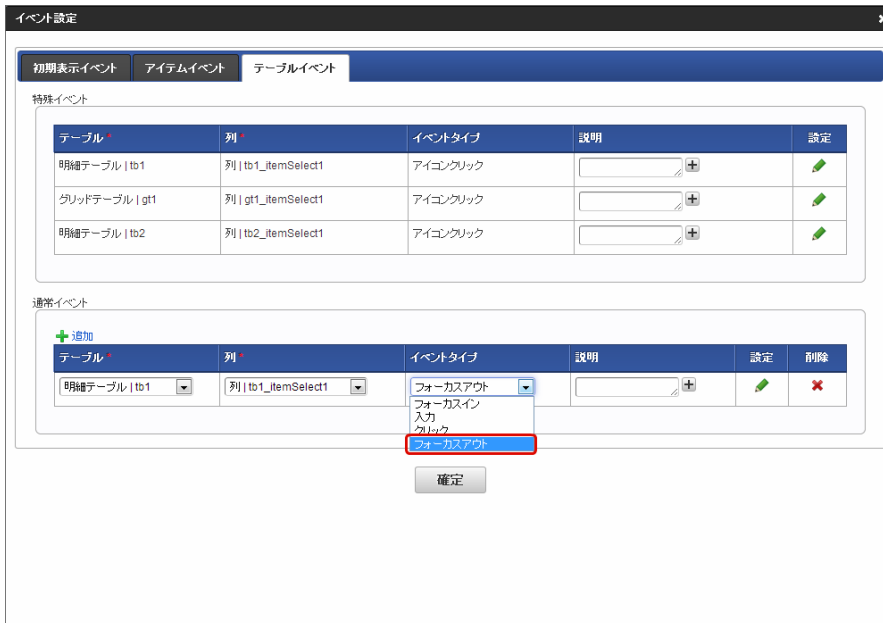 イベント設定
初期表示イベント アイテムイベント テーブルイベント
特殊イベント
テーブル * 列 * イベントタイプ 説明 設定
明細テーブル | tb1 列 | tb1_itemSelect1 アイコンクリック
グリッドテーブル | gt1 列 | gt1_itemSelect1 アイコンクリック
明細テーブル | tb2 列 | tb2_itemSelect1 アイコンクリック
通常イベント
追加
テーブル * 列 * イベントタイプ 説明 設定 削除
明細テーブル | tb1 列 | tb1_itemSelect1 フォーカスアウト
フォーカスイン
入力
クリック
フォーカスアウト
確定